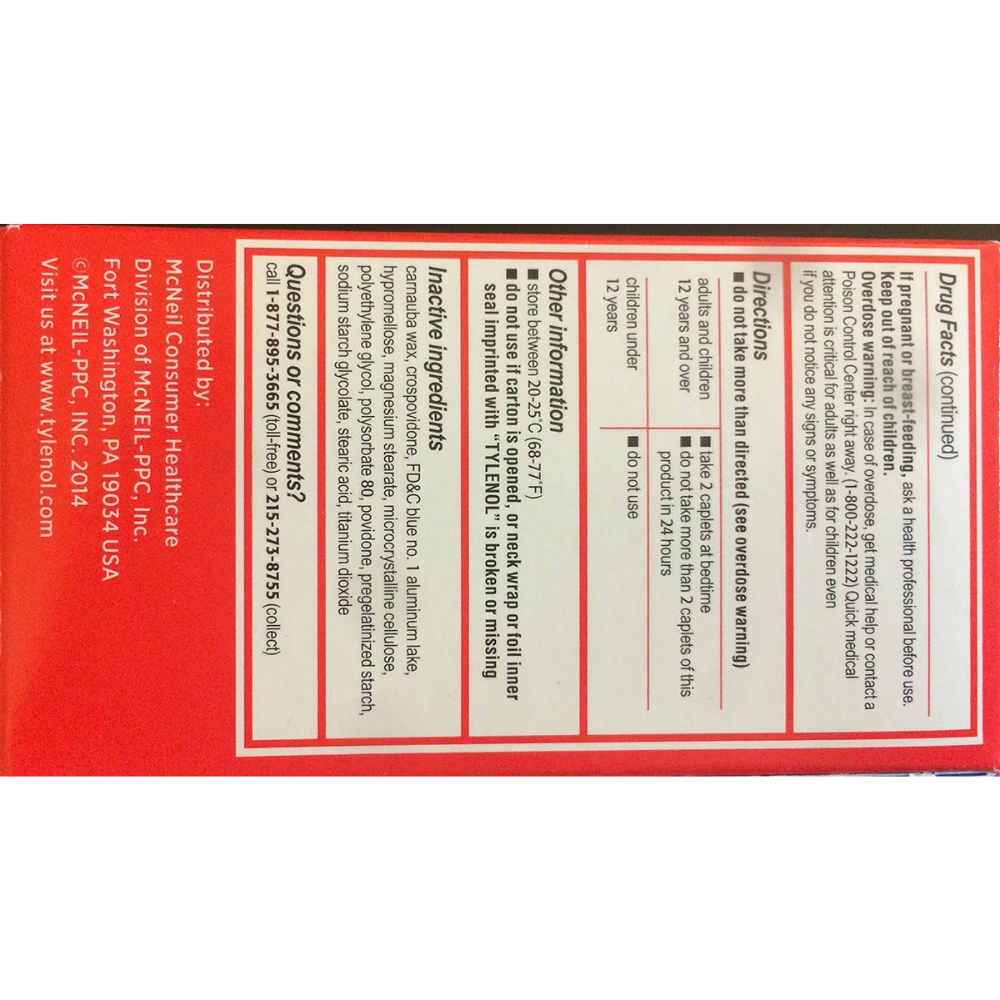 Drug Facts (continued)
If pregnant or breast-feeding, ask a health professional before use.
Keep out of reach of children.
Overdose warning: In case of overdose, get medical help or contact a
Poison Control Center right away. (1-800-222-1222) Quick medical
attention is critical for adults as well as for children even
if you do not notice any signs or symptoms.
Directions
■ do not take more than directed (see overdose warning)
adults and children
12 years and over
■ take 2 caplets at bedtime
■ do not take more than 2 caplets of this
product in 24 hours
children under
12 years
■ do not use
Other information
■ store between 20-25°C (68-77°F)
■ do not use if carton is opened, or neck wrap or foil inner
seal imprinted with “TYLENOL” is broken or missing
Inactive ingredients
carnauba wax, crospovidone, FD&C blue no. 1 aluminum lake,
hypromellose, magnesium stearate, microcrystalline cellulose,
polyethylene glycol, polysorbate 80, povidone, pregelatinized starch,
sodium starch glycolate, stearic acid, titanium dioxide
Questions or comments?
call 1-877-895-3665 (toll-free) or 215-273-8755 (collect)
Distributed by:
McNeil Consumer Healthcare
Division of McNEIL-PPC, Inc.
Fort Washington, PA 19034 USA
©McNEIL-PPC, INC. 2014
Visit us at www.tylenol.com